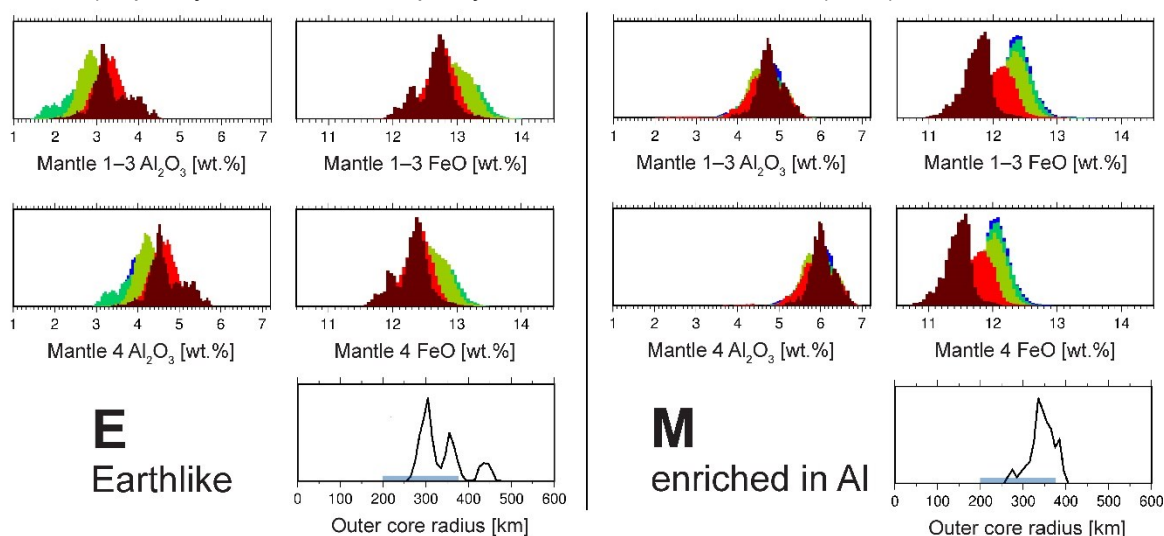 1 2 3 4 5 6 7
Mantle 1–3 Al₂O₃ [wt.%]
12 13 14
Mantle 1–3 FeO [wt.%]
1 2 3 4 5 6 7
Mantle 4 Al₂O₃ [wt.%]
12 13 14
Mantle 4 FeO [wt.%]
E
Earthlike
0 100 200 300 400 500 600
Outer core radius [km]
1 2 3 4 5 6 7
Mantle 1–3 Al₂O₃ [wt.%]
11 12 13 14
Mantle 1–3 FeO [wt.%]
1 2 3 4 5 6 7
Mantle 4 Al₂O₃ [wt.%]
11 12 13 14
Mantle 4 FeO [wt.%]
M
enriched in Al
0 100 200 300 400 500 600
Outer core radius [km]